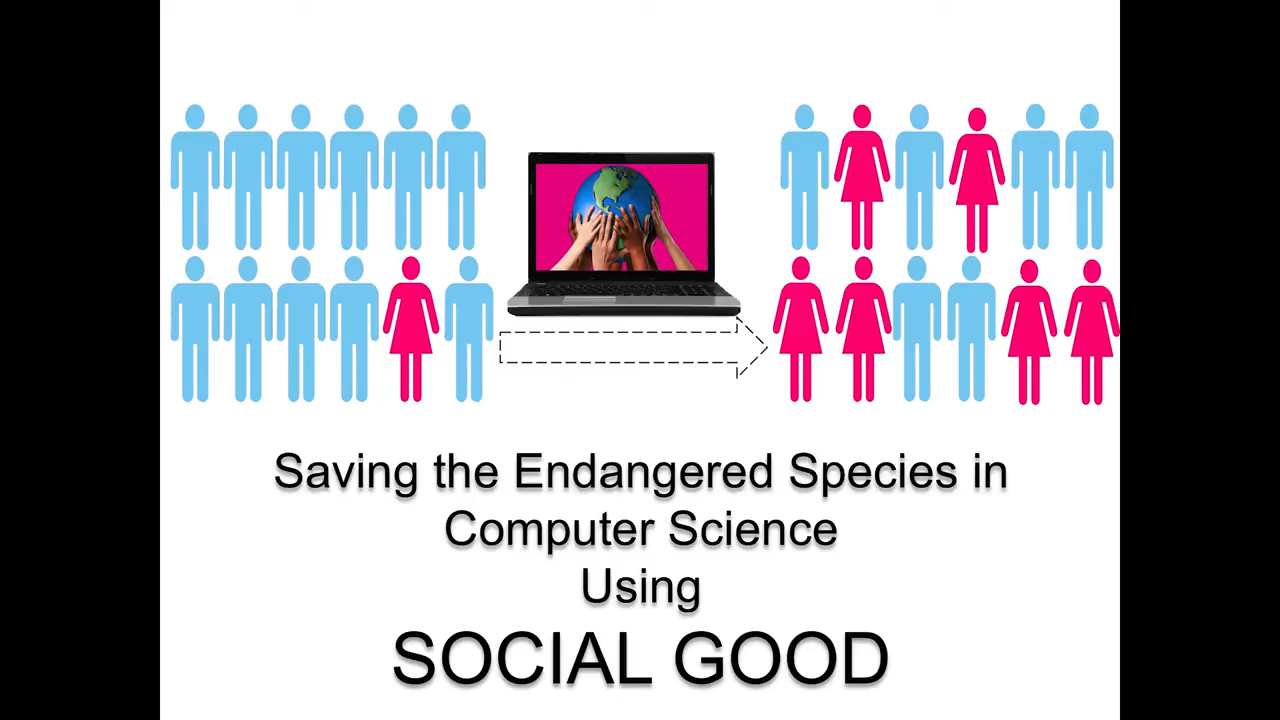 Saving the Endangered Species in
Computer Science
Using
SOCIAL GOOD